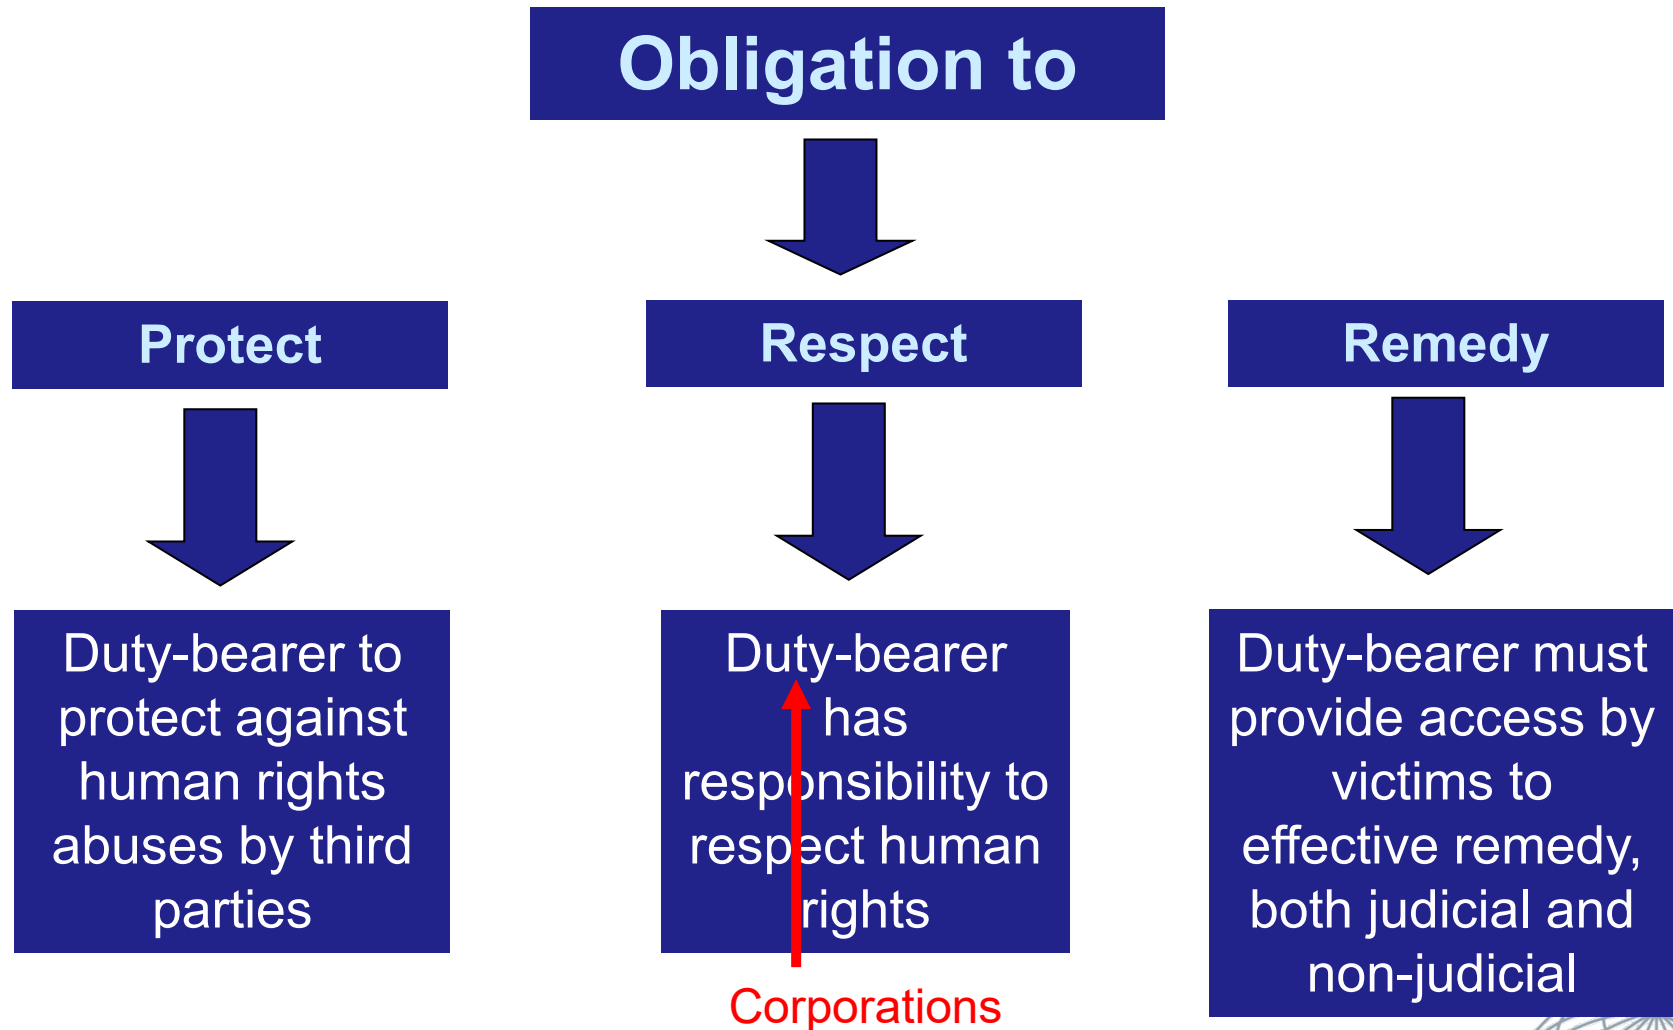 Obligation to
Protect
Respect
Remedy
Duty-bearer to
protect against
human rights
abuses by third
parties
Duty-bearer
has
responsibility to
respect human
rights
Corporations
Duty-bearer must
provide access by
victims to
effective remedy,
both judicial and
non-judicial